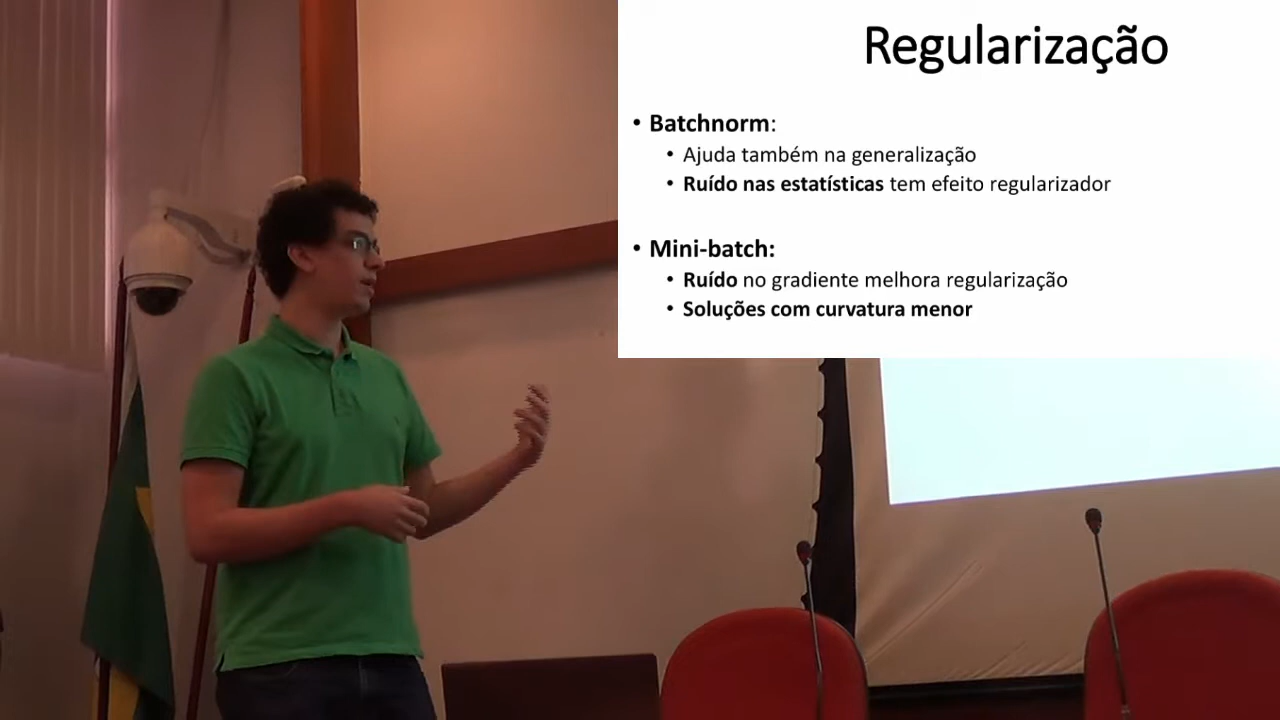 Regularização
• Batchnorm:
• Ajuda também na generalização
• Ruído nas estatísticas tem efeito regularizador
• Mini-batch:
• Ruído no gradiente melhora regularização
• Soluções com curvatura menor